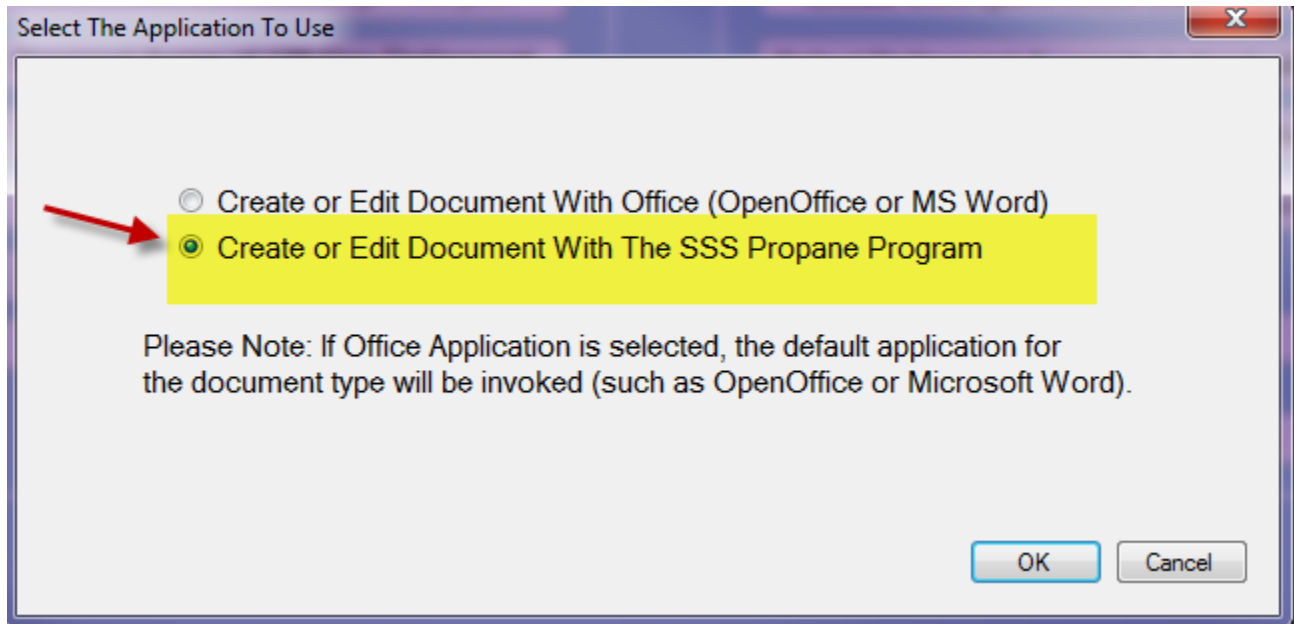 Select The Application To Use
Create or Edit Document With Office (OpenOffice or MS Word)
Create or Edit Document With The SSS Propane Program
Please Note: If Office Application is selected, the default application for
the document type will be invoked (such as OpenOffice or Microsoft Word).
OK
Cancel